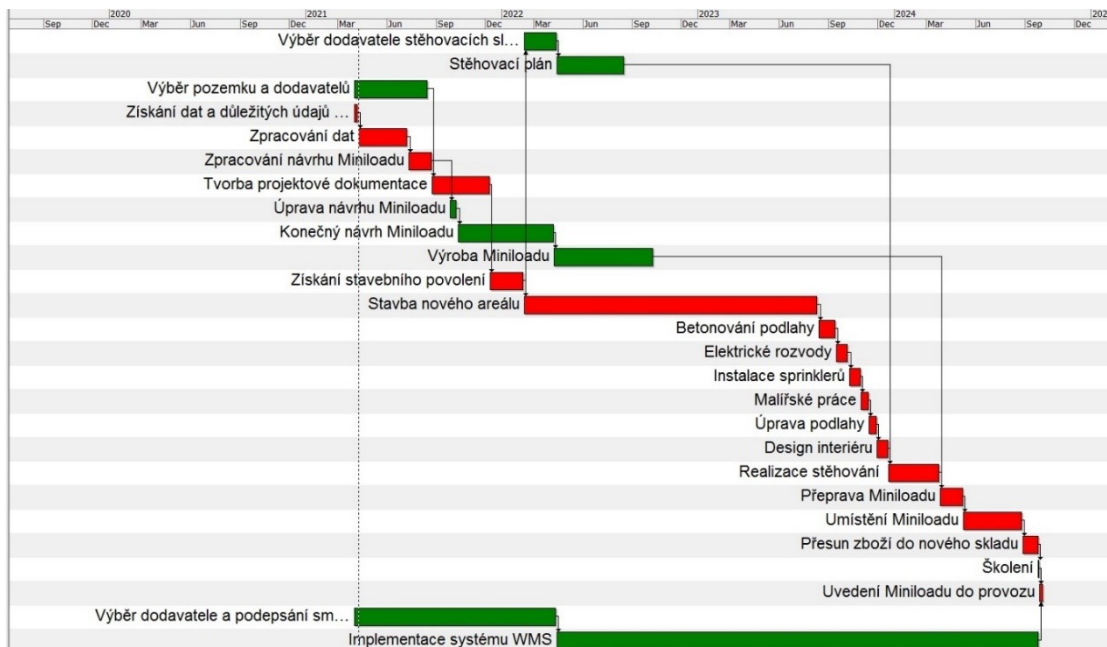 2020 2021 2022 2023 2024 202
Sep Dec Mar Jun Sep Dec Mar Jun Sep Dec Mar Jun Sep Dec Mar Jun Sep Dec Mar Jun Sep Dec
Výběr dodavatele stěhovacích sl…
Stěhovací plán
Výběr pozemku a dodavatelů
Získání dat a důležitých údajů …
Zpracování dat
Zpracování návrhu Miniloadu
Tvorba projektové dokumentace
Úprava návrhu Miniloadu
Konečný návrh Miniloadu
Výroba Miniloadu
Získání stavebního povolení
Stavba nového areálu
Betonování podlahy
Elektrické rozvody
Instalace sprinklerů
Malířské práce
Úprava podlahy
Design interiéru
Realizace stěhování
Přeprava Miniloadu
Umístění Miniloadu
Přesun zboží do nového skladu
Školení
Uvedení Miniloadu do provozu
Výběr dodavatele a podepsání sm…
Implementace systému WMS